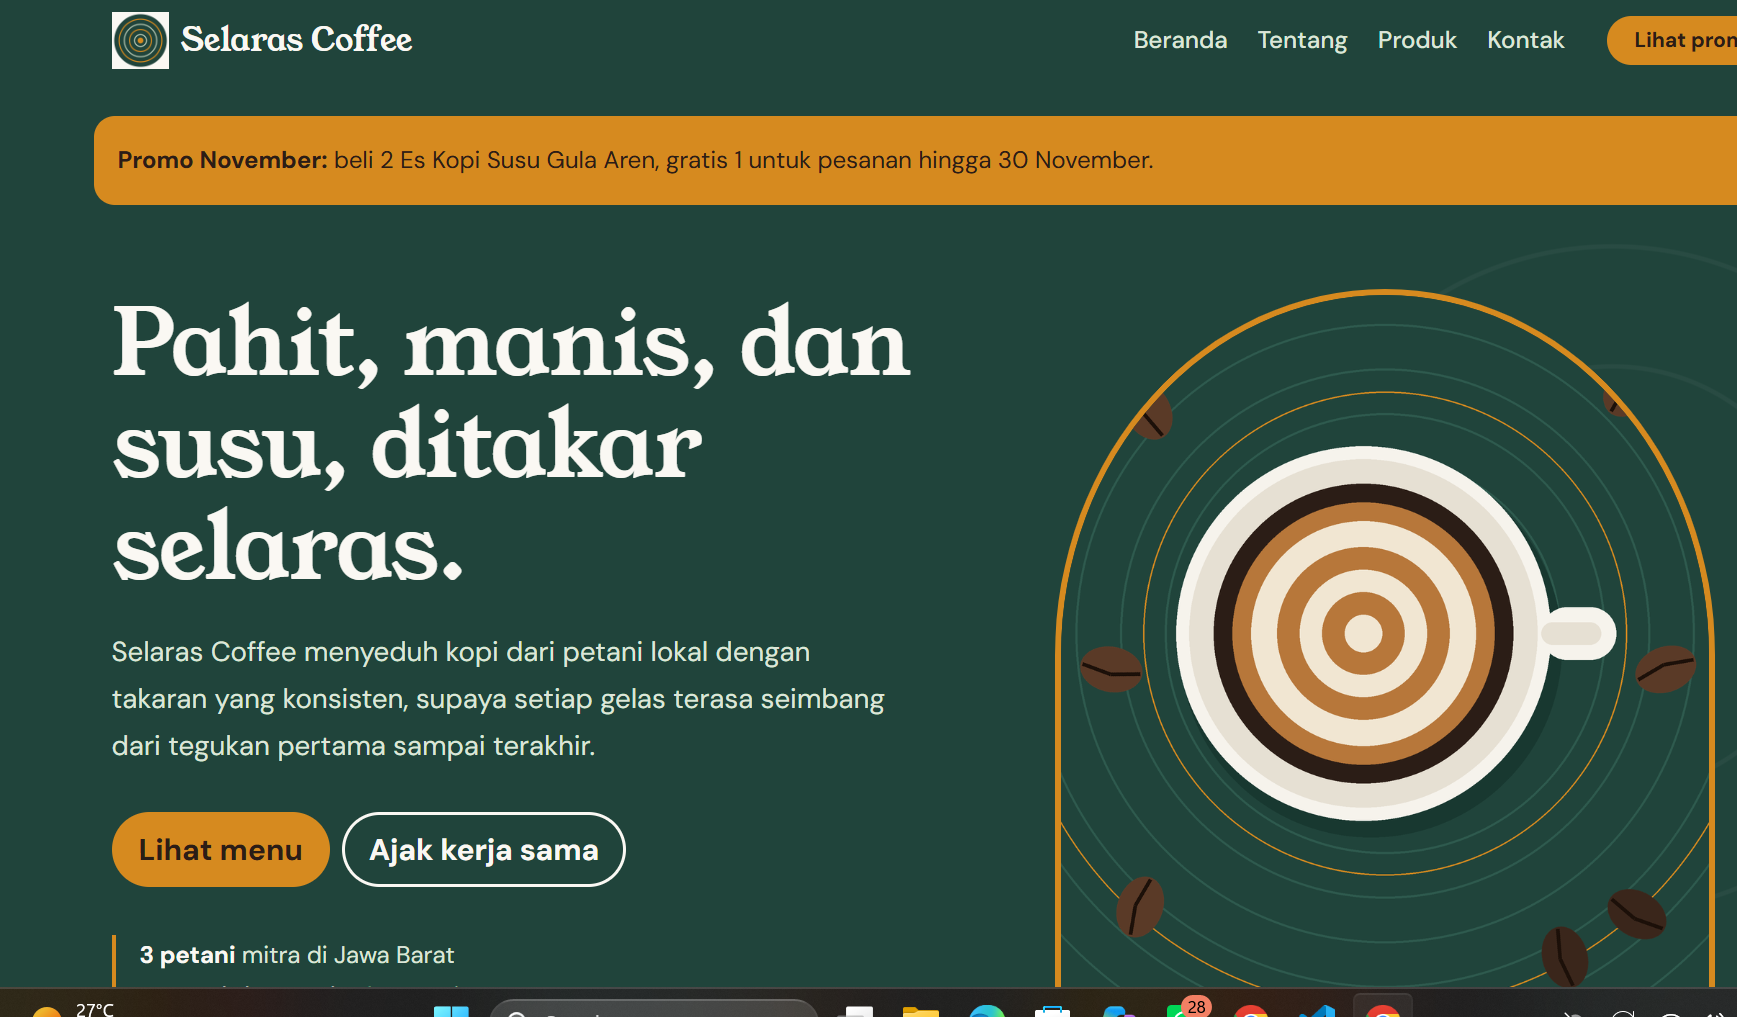 Selaras Coffee
Beranda Tentang Produk Kontak Lihat
Promo November: beli 2 Es Kopi Susu Gula Aren, gratis 1 untuk pesanan hingga 30 November.
Pahit, manis, dan
susu, ditakar
selaras.
Selaras Coffee menyeduh kopi dari petani lokal dengan
takaran yang konsisten, supaya setiap gelas terasa seimbang
dari tegukan pertama sampai terakhir.
Lihat menu Ajak kerja sama
3 petani mitra di Jawa Barat
27°C
28